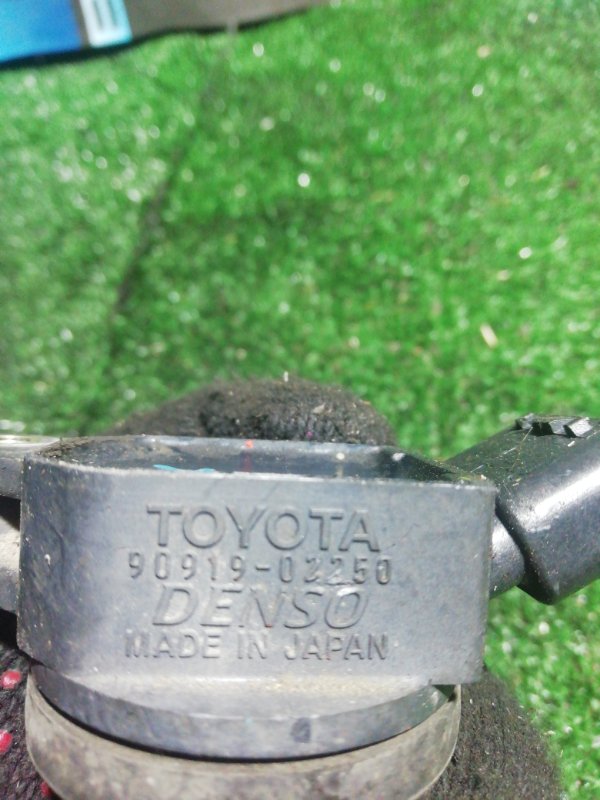 TOYOTA
90919-02250
DENSO
MADE IN JAPAN